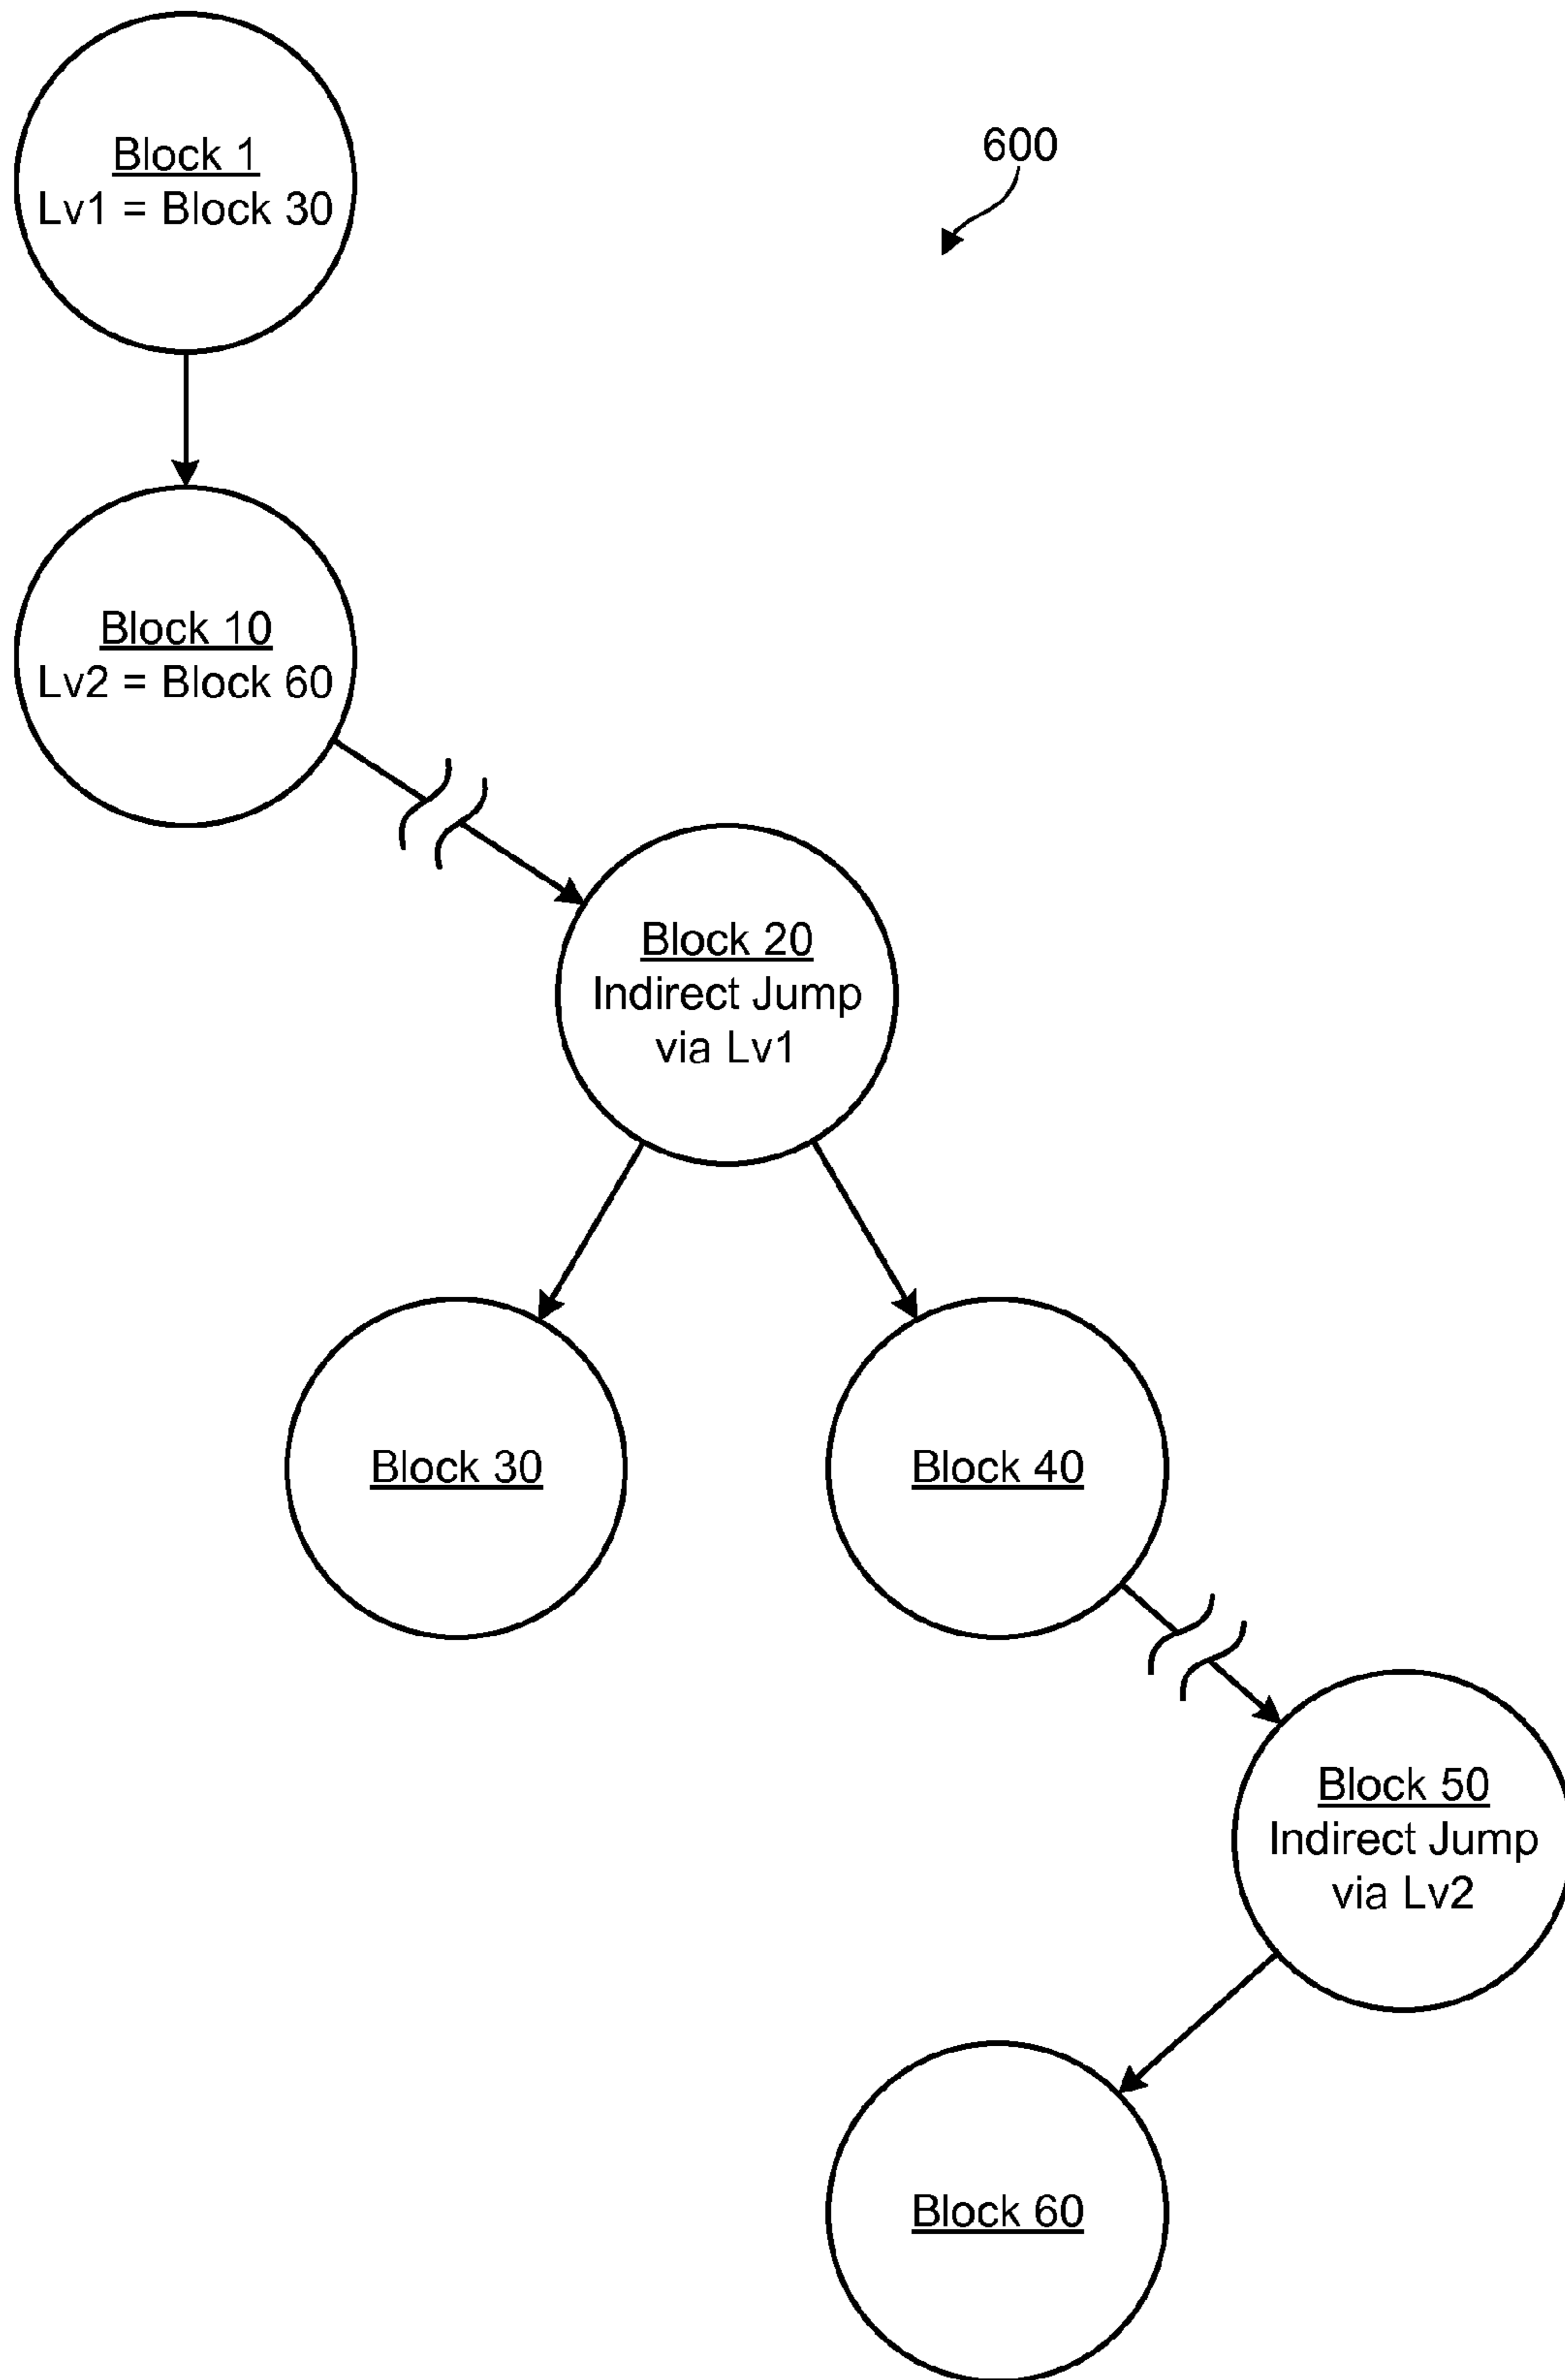 Block 1
Lv1 = Block 30
600
Block 10
Lv2 = Block 60
Block 20
Indirect Jump
via Lv1
Block 30
Block 40
Block 50
Indirect Jump
via Lv2
Block 60